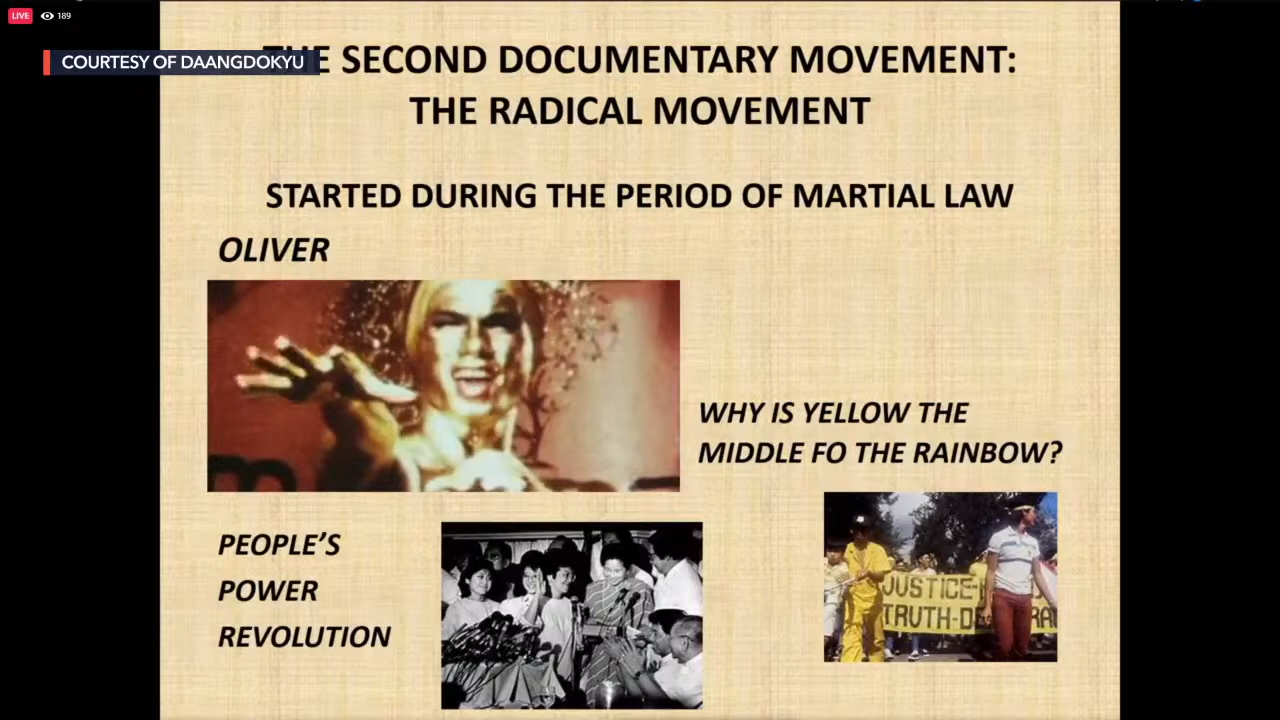 LIVE 189
COURTESY OF DAANGDOKYU
THE SECOND DOCUMENTARY MOVEMENT:
THE RADICAL MOVEMENT
STARTED DURING THE PERIOD OF MARTIAL LAW
OLIVER
WHY IS YELLOW THE
MIDDLE FO THE RAINBOW?
PEOPLE'S
POWER
REVOLUTION
JUSTICE-
TRUTH-DE